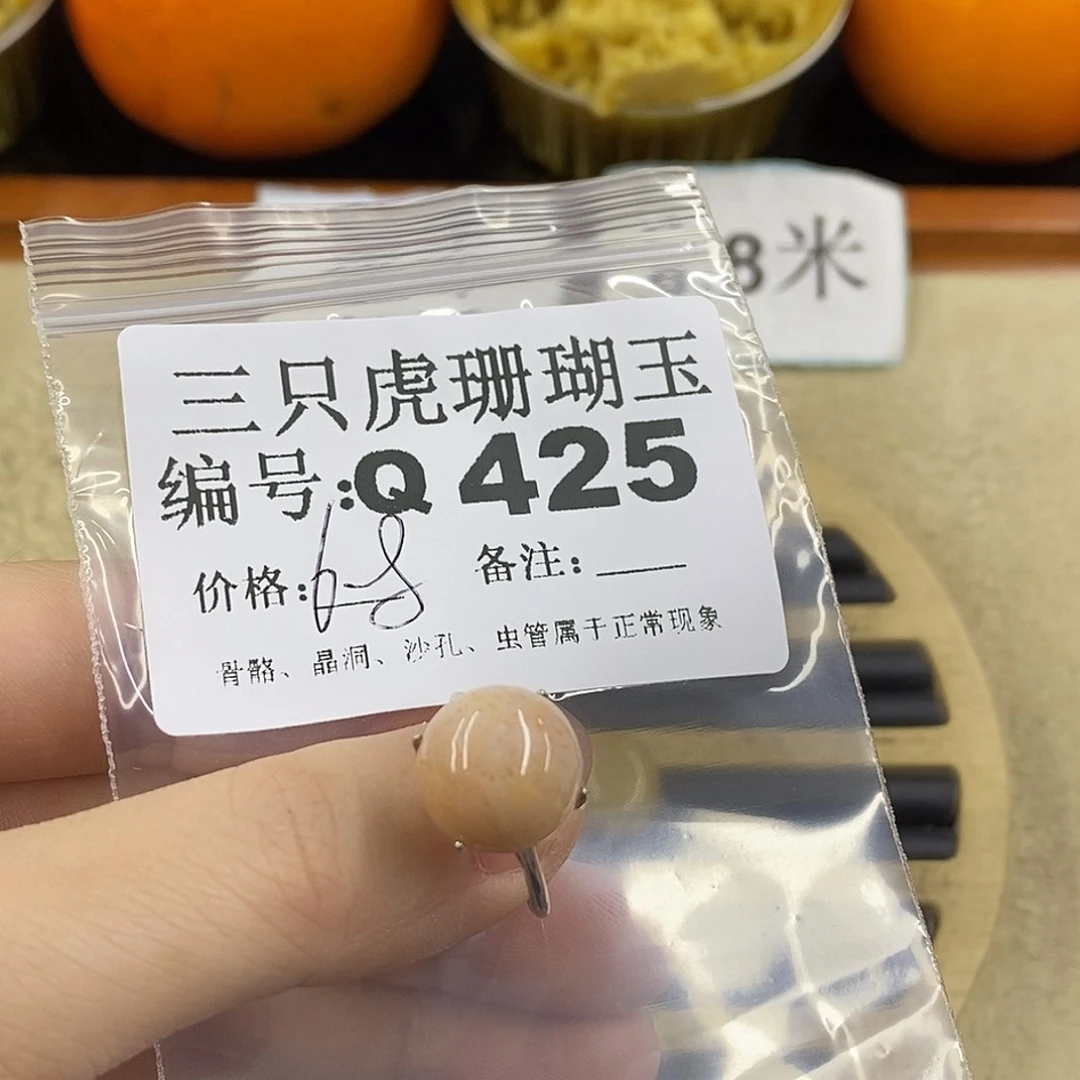 8米
三只虎珊瑚玉
编号:Q 425
价格:68 备注:
骨骼、晶洞、沙孔、虫管属于正常现象